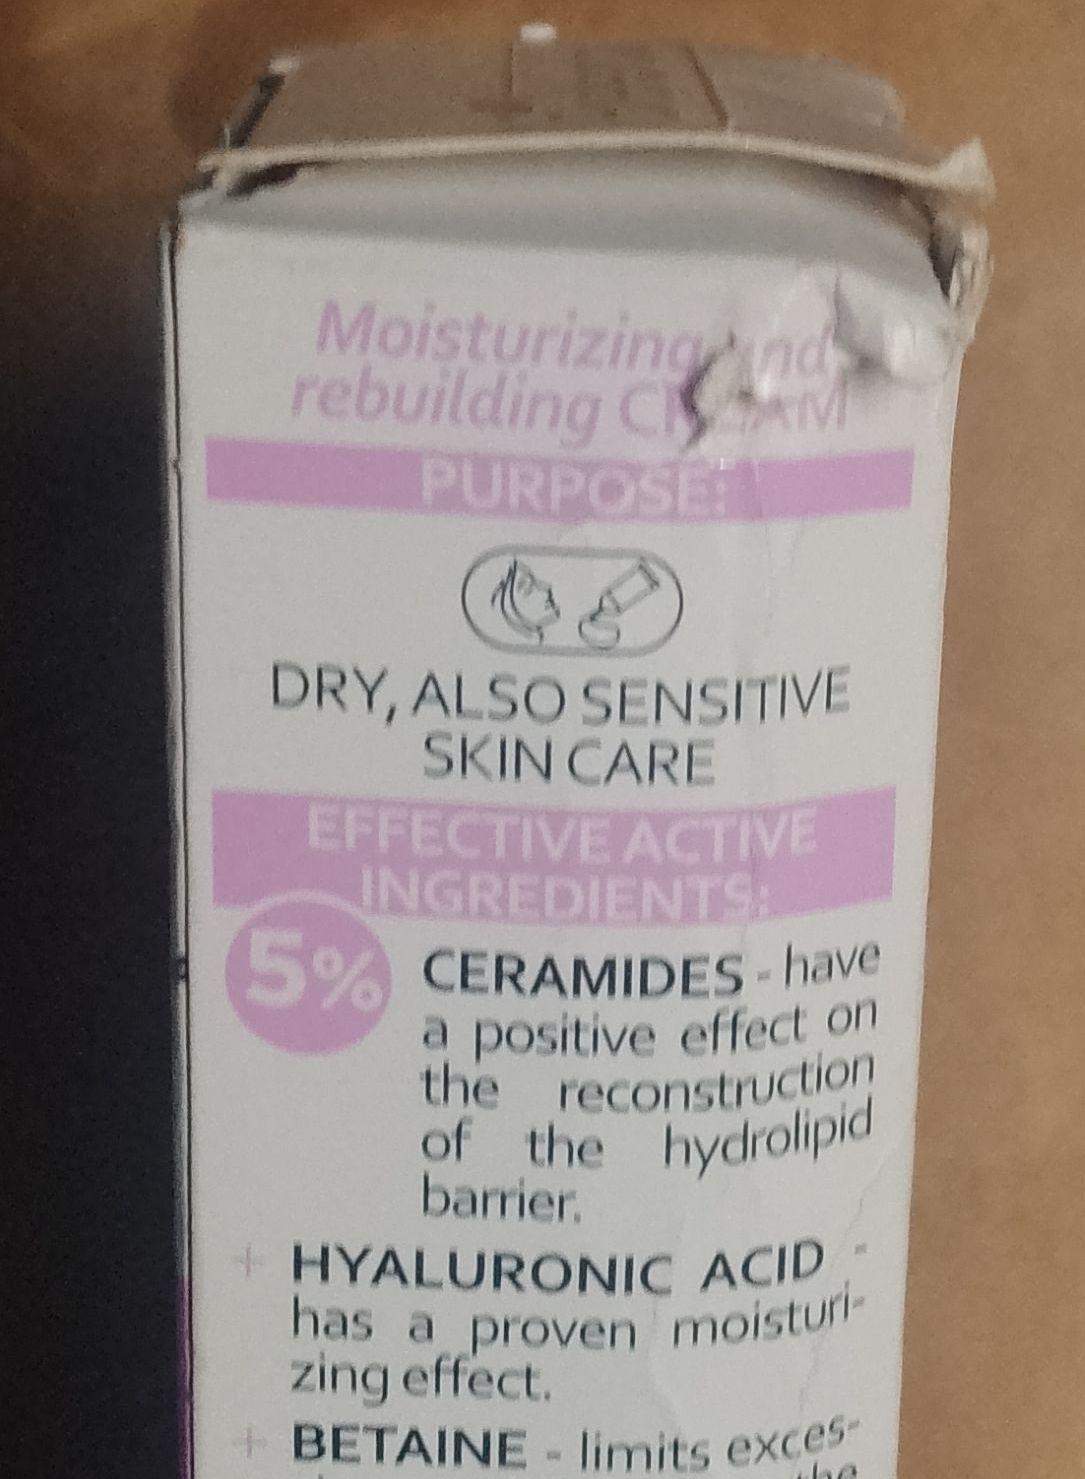 Moisturizing and
rebuilding CREAM
PURPOSE:
DRY, ALSO SENSITIVE
SKIN CARE
EFFECTIVE ACTIVE
INGREDIENTS:
5%
CERAMIDES - have
a positive effect on
the reconstruction
of the hydrolipid
barrier.
+ HYALURONIC ACID -
has a proven moisturi-
zing effect.
+ BETAINE - limits exces-
the